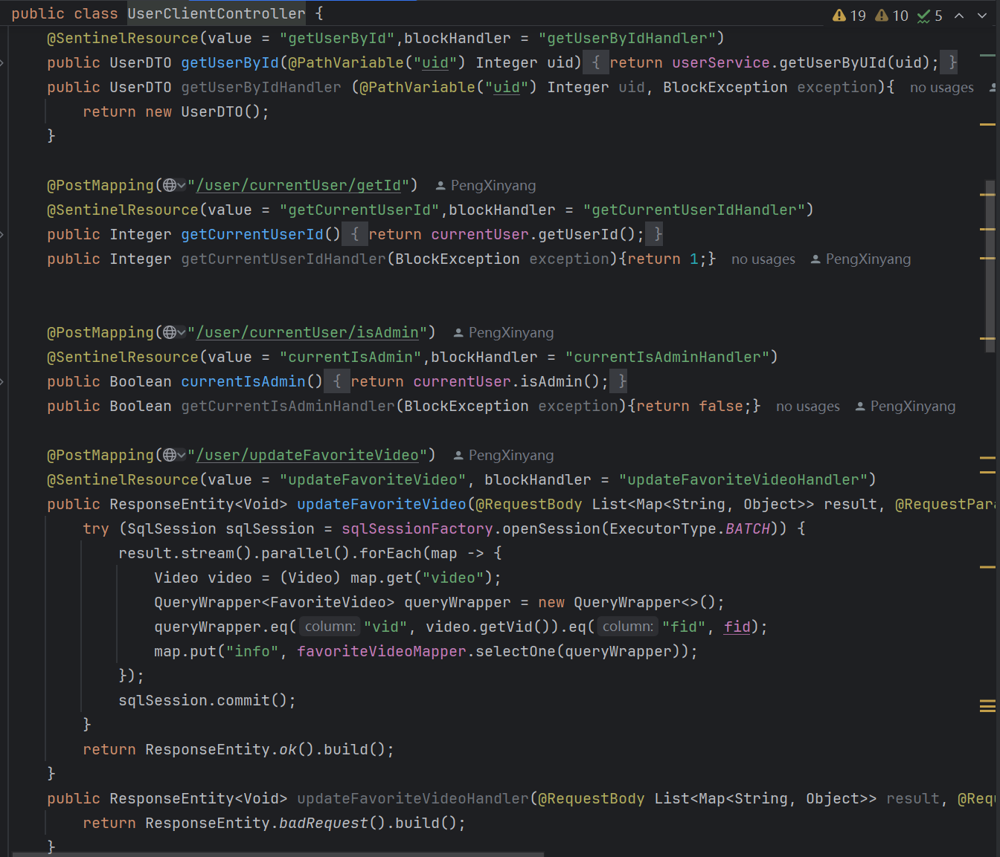 public class UserClientController {
19 10 5
@SentinelResource(value = "getUserById",blockHandler = "getUserByIdHandler")
public UserDTO getUserById(@PathVariable("uid") Integer uid) { return userService.getUserByUId(uid); }
public UserDTO getUserByIdHandler (@PathVariable("uid") Integer uid, BlockException exception){ no usages
return new UserDTO();
}
@PostMapping("/user/currentUser/getId") PengXinyang
@SentinelResource(value = "getCurrentUserId",blockHandler = "getCurrentUserIdHandler")
public Integer getCurrentUserId() { return currentUser.getUserId(); }
public Integer getCurrentUserIdHandler(BlockException exception){return 1;} no usages PengXinyang
@PostMapping("/user/currentUser/isAdmin") PengXinyang
@SentinelResource(value = "currentIsAdmin",blockHandler = "currentIsAdminHandler")
public Boolean currentIsAdmin() { return currentUser.isAdmin(); }
public Boolean getCurrentIsAdminHandler(BlockException exception){return false;} no usages PengXinyang
@PostMapping("/user/updateFavoriteVideo") PengXinyang
@SentinelResource(value = "updateFavoriteVideo", blockHandler = "updateFavoriteVideoHandler")
public ResponseEntity<Void> updateFavoriteVideo(@RequestBody List<Map<String, Object>> result, @RequestPara
try (SqlSession sqlSession = sqlSessionFactory.openSession(ExecutorType.BATCH)) {
result.stream().parallel().forEach(map -> {
Video video = (Video) map.get("video");
QueryWrapper<FavoriteVideo> queryWrapper = new QueryWrapper<>();
queryWrapper.eq( column: "vid", video.getVid()).eq( column: "fid", fid);
map.put("info", favoriteVideoMapper.selectOne(queryWrapper));
});
sqlSession.commit();
}
return ResponseEntity.ok().build();
}
public ResponseEntity<Void> updateFavoriteVideoHandler(@RequestBody List<Map<String, Object>> result, @Requ
return ResponseEntity.badRequest().build();
}